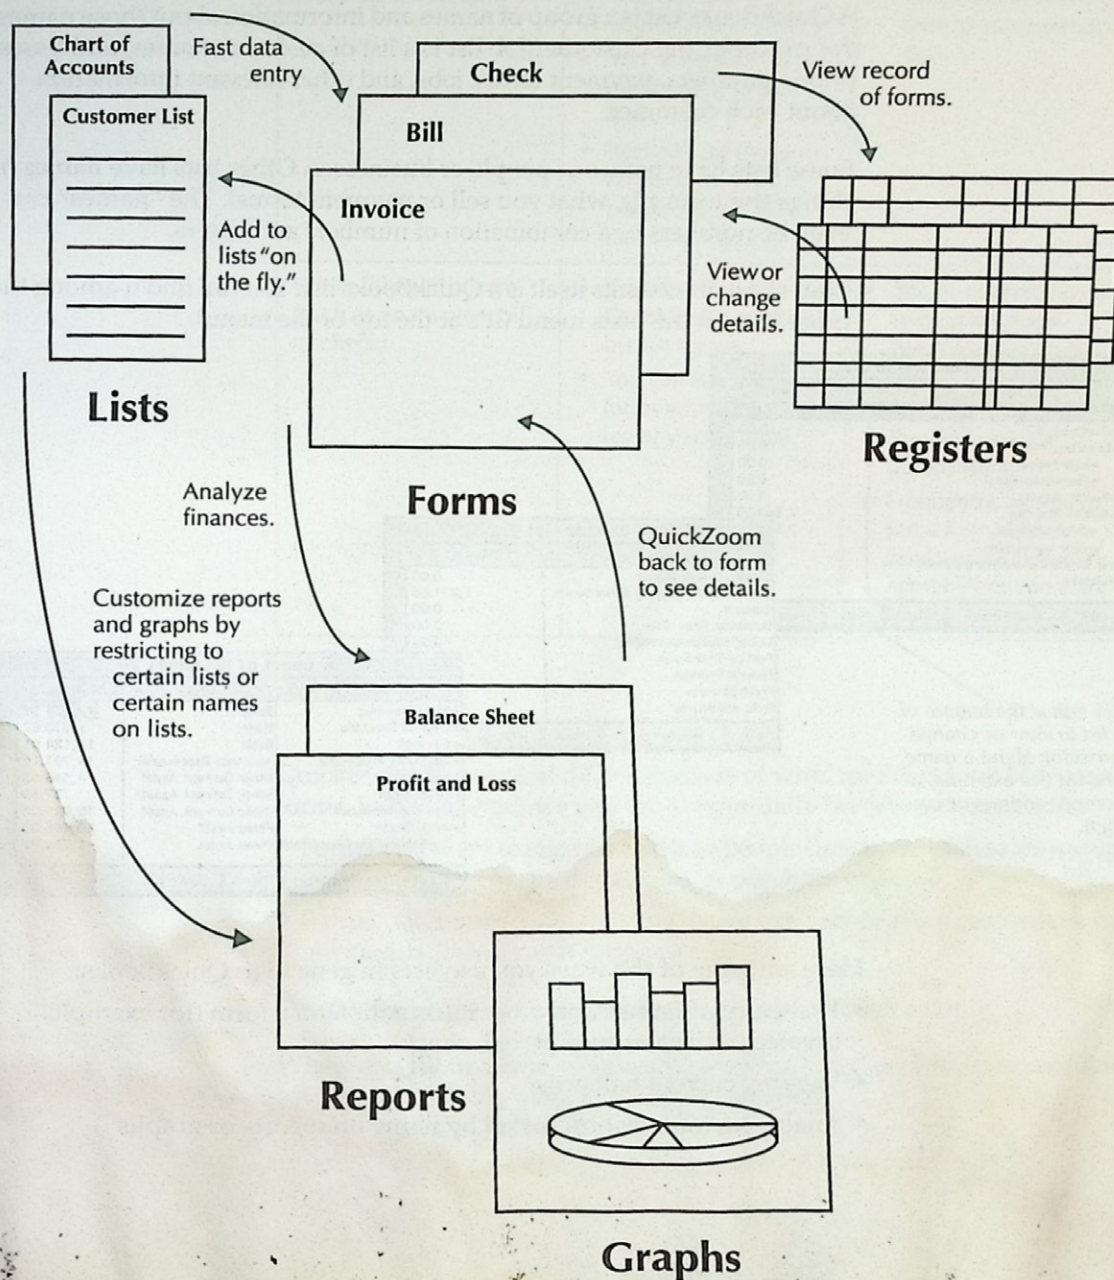 Chart of
Accounts
Customer List
Fast data
entry
Check
Bill
Invoice
View record
of forms.
Add to
lists "on
the fly."
View or
change
details.
Lists
Forms
Registers
Analyze
finances.
QuickZoom
back to form
to see details.
Customize reports
and graphs by
restricting to
certain lists or
certain names
on lists.
Balance Sheet
Profit and Loss
Reports
Graphs